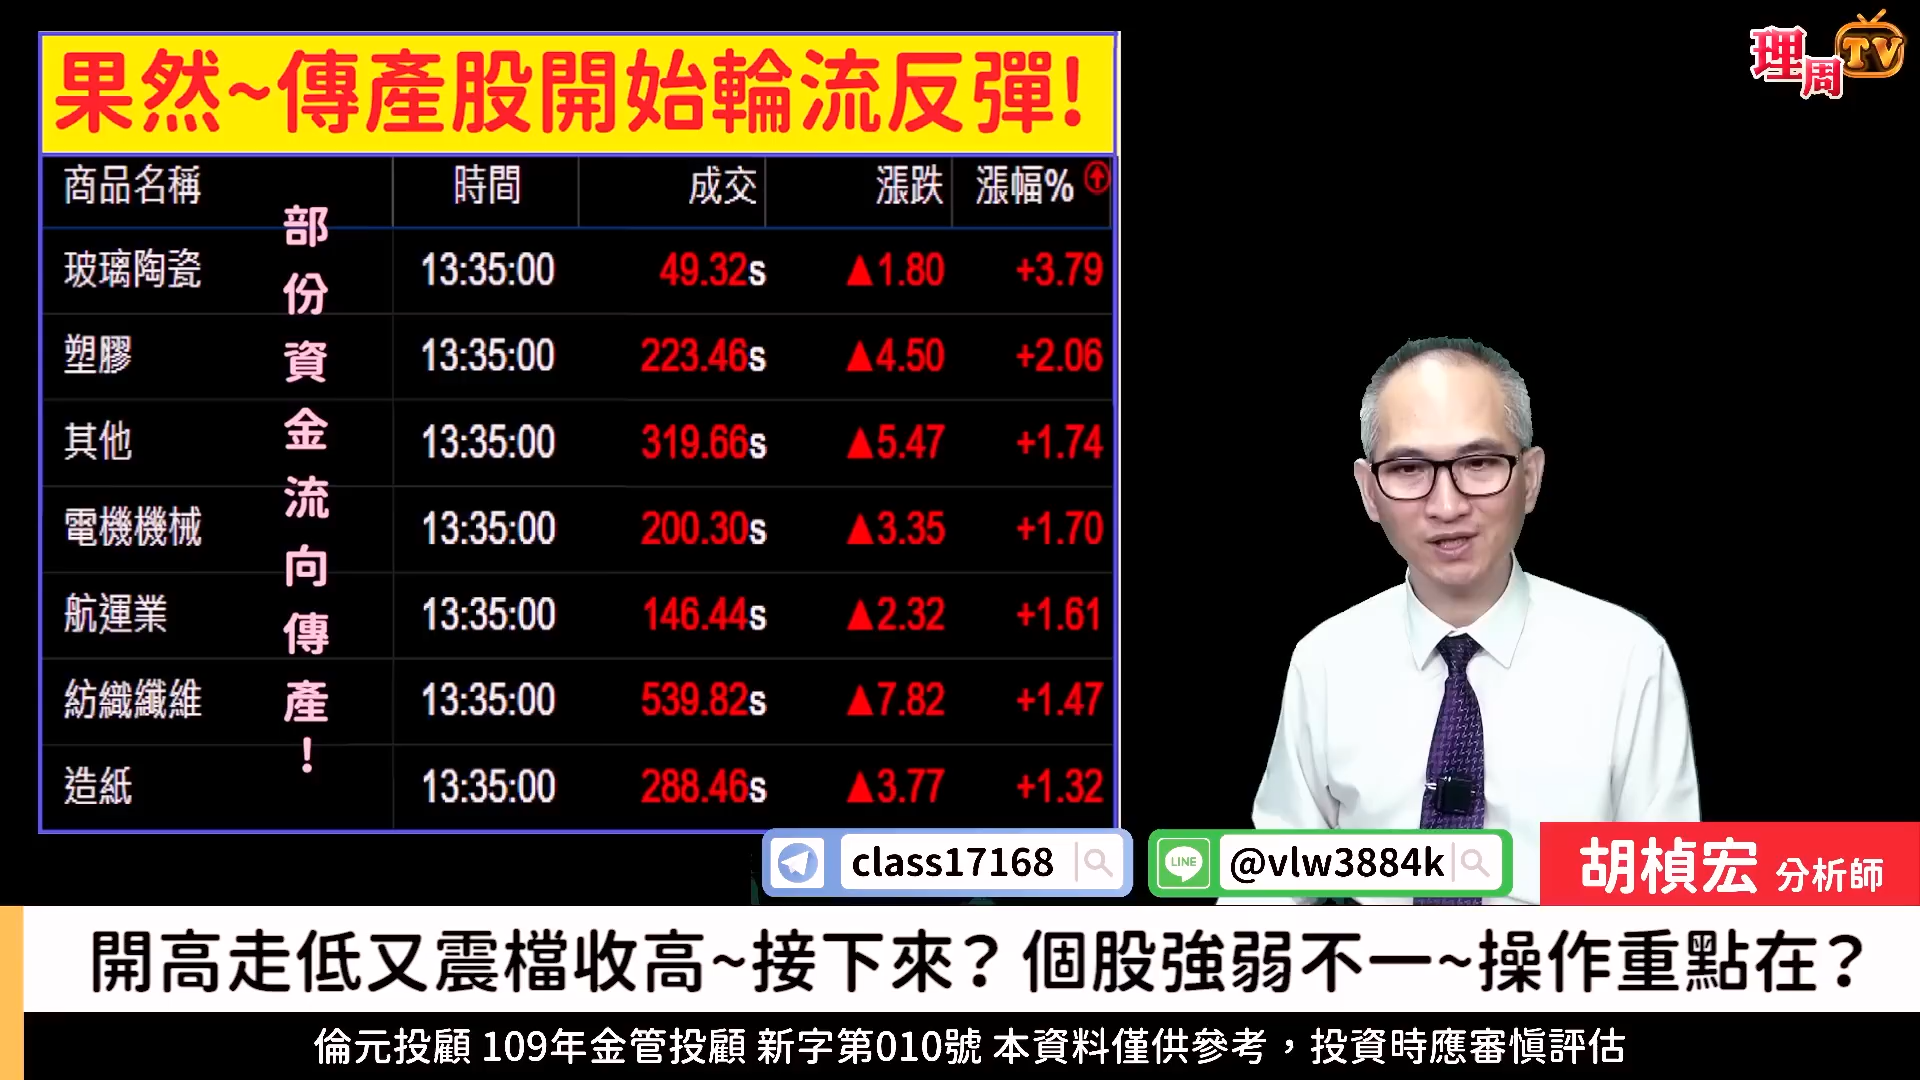 果然~傳產股開始輪流反彈!
理周TV
商品名稱 時間 成交 漲跌 漲幅%
部份資金流向傳產!
玻璃陶瓷 13:35:00 49.32s ▲1.80 +3.79
塑膠 13:35:00 223.46s ▲4.50 +2.06
其他 13:35:00 319.66s ▲5.47 +1.74
電機機械 13:35:00 200.30s ▲3.35 +1.70
航運業 13:35:00 146.44s ▲2.32 +1.61
紡織纖維 13:35:00 539.82s ▲7.82 +1.47
造紙 13:35:00 288.46s ▲3.77 +1.32
class17168
LINE @vlw3884k
胡楨宏 分析師
開高走低又震檔收高~接下來? 個股強弱不一~操作重點在?
倫元投顧 109年金管投顧 新字第010號 本資料僅供參考,投資時應審慎評估